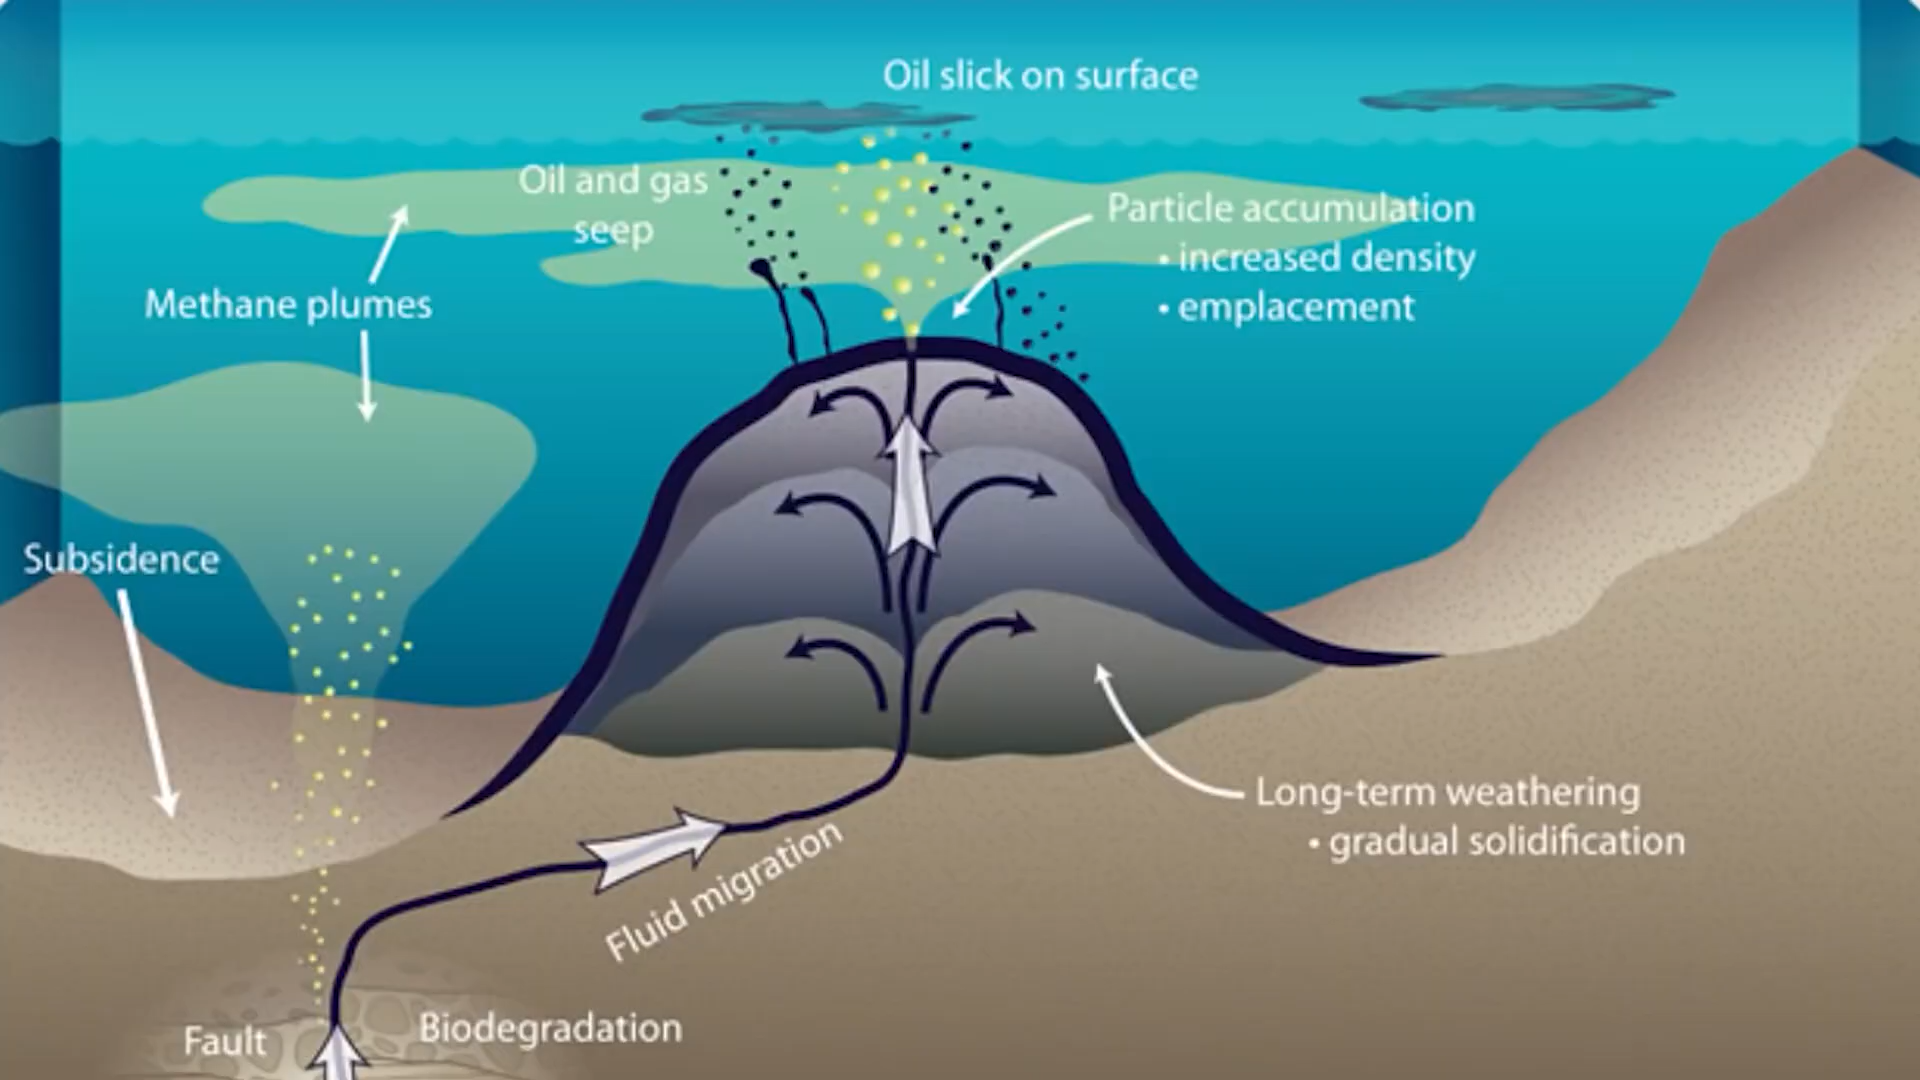 Oil slick on surface
Oil and gas
seep
Particle accumulation
• increased density
• emplacement
Methane plumes
Subsidence
Long-term weathering
• gradual solidification
Fluid migration
Fault
Biodegradation